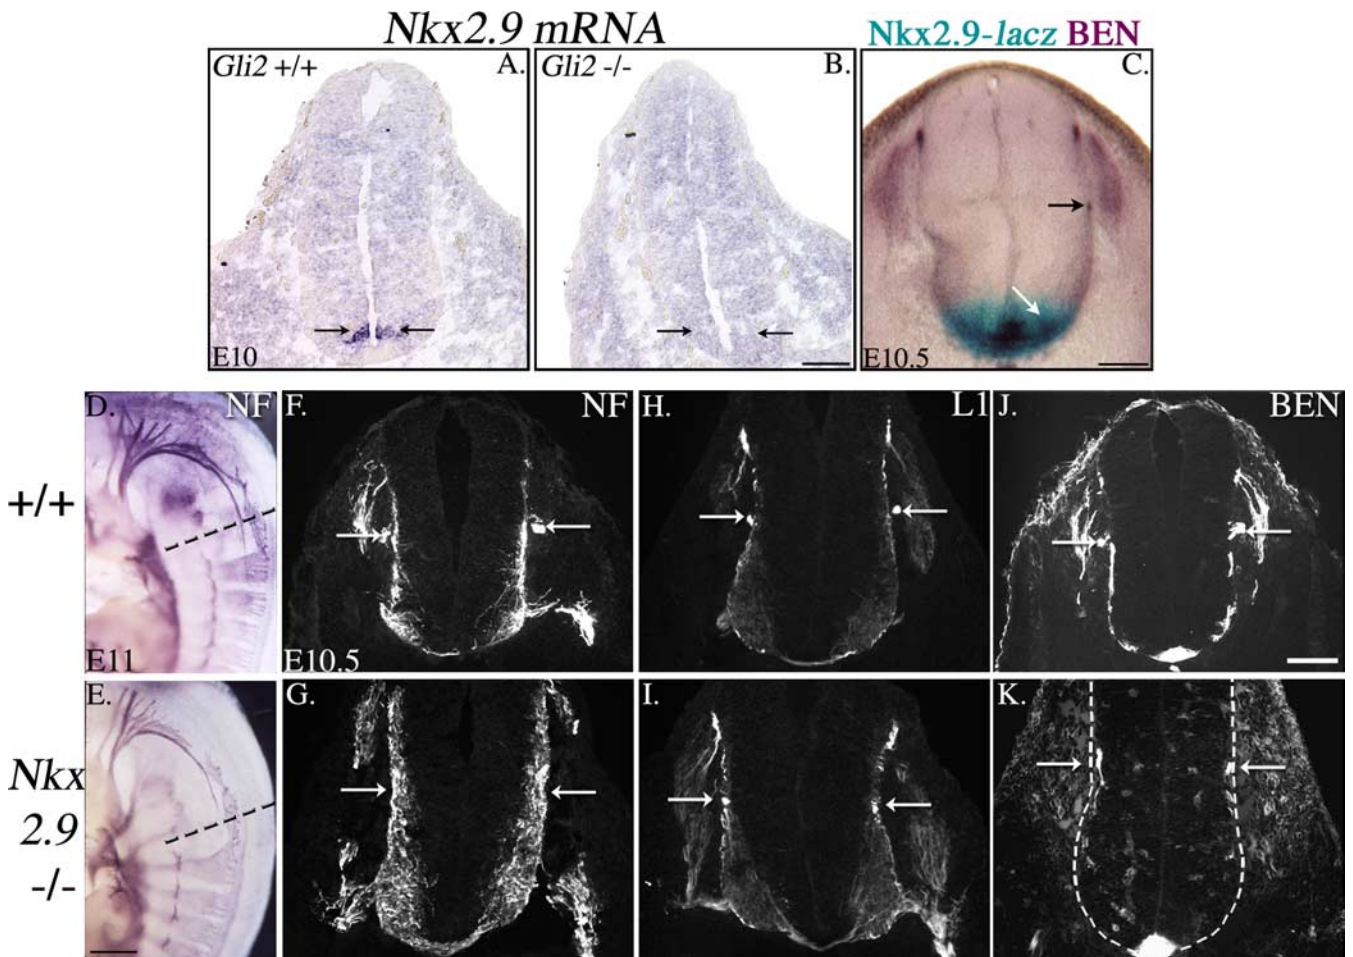 Nkx2.9 mRNA
Nkx2.9-lacz BEN
Gli2 +/+
A.
Gli2 -/-
B.
C.
E10
E10.5
D.
NF
F.
NF
H.
L1
J.
BEN
+/+
E11
E10.5
E.
G.
I.
K.
Nkx
2.9
-/-